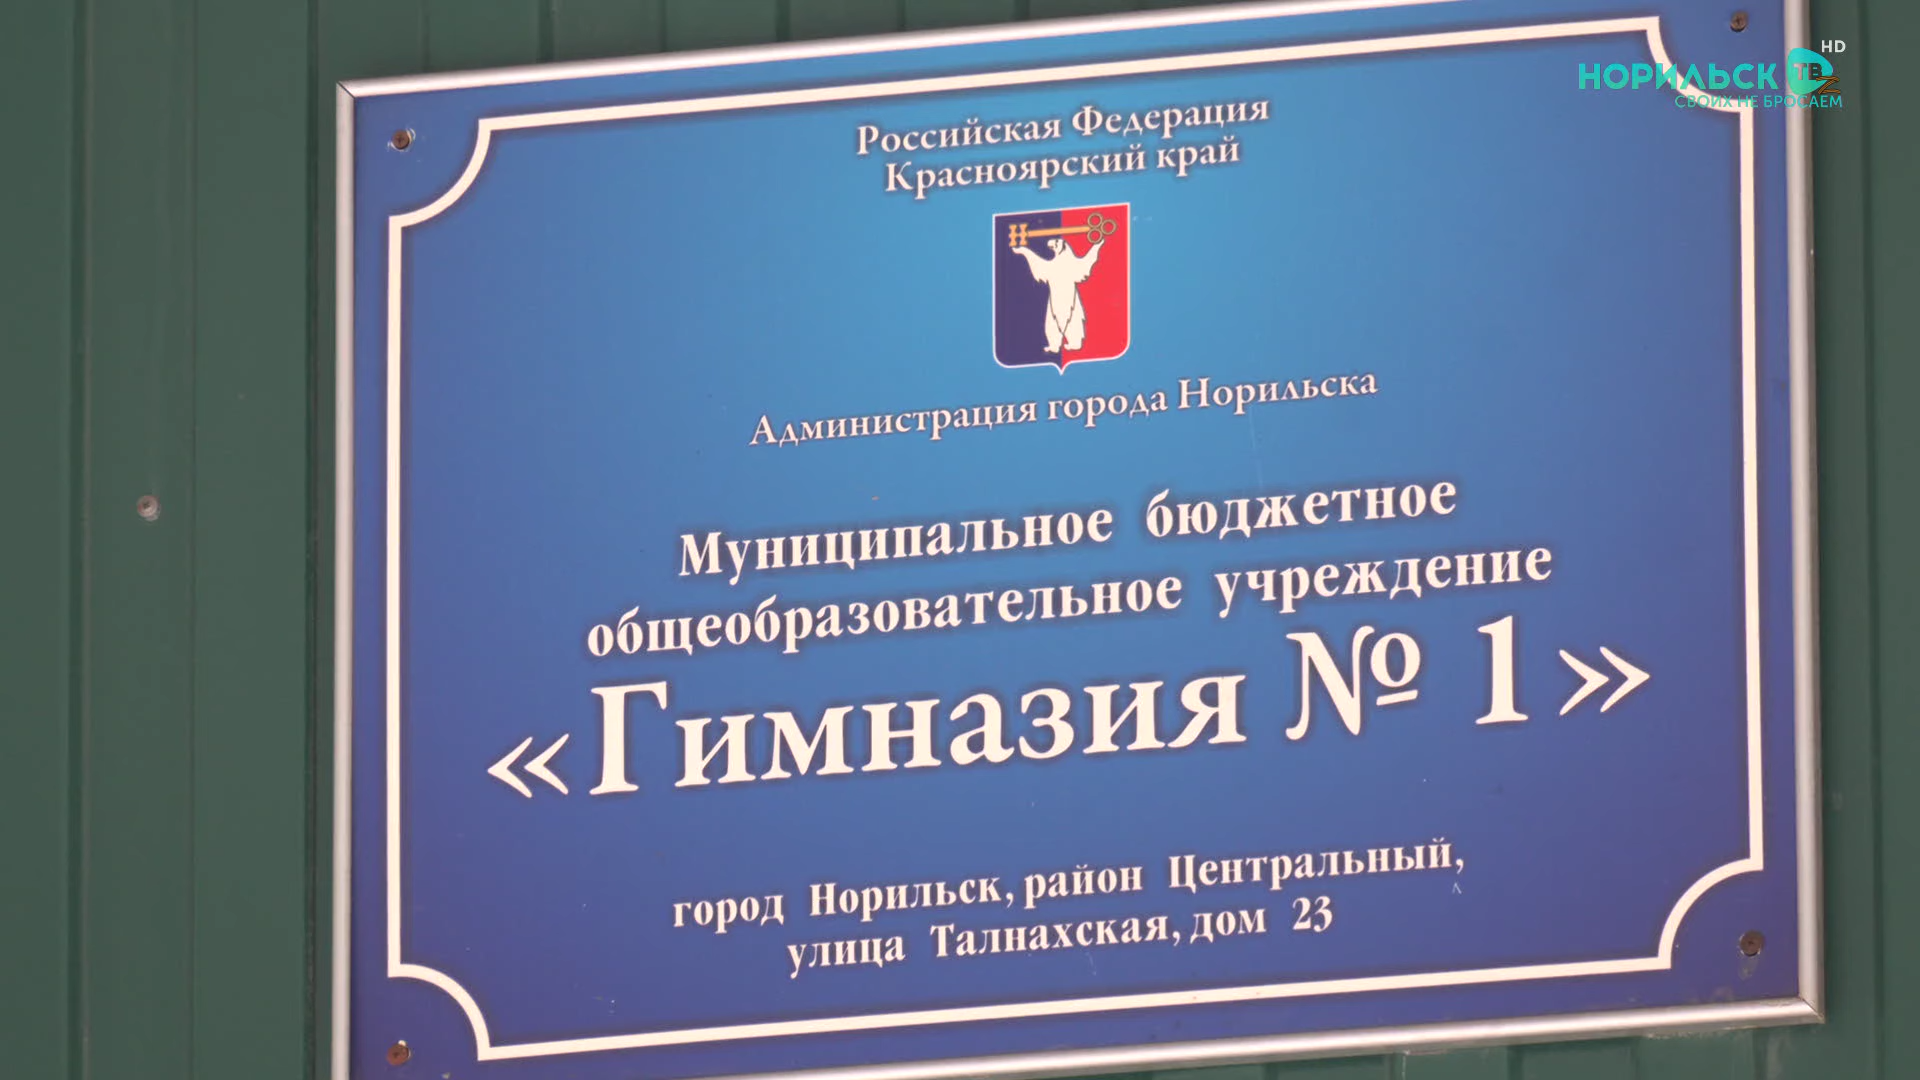 HD
НОРИЛЬСК ТВ
СВОИХ НЕ БРОСАЕМ
Российская Федерация
Красноярский край
Администрация города Норильска
Муниципальное бюджетное
общеобразовательное учреждение
«Гимназия № 1»
город Норильск, район Центральный,
улица Талнахская, дом 23